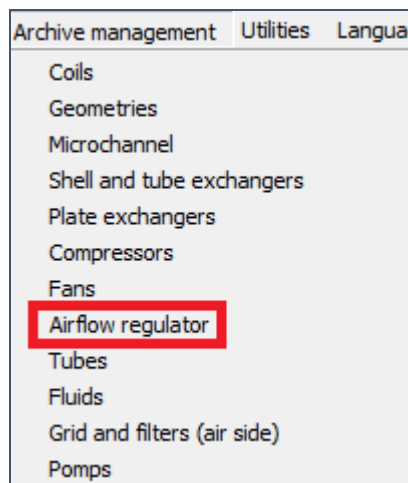 Archive management Utilities Langua
Coils
Geometries
Microchannel
Shell and tube exchangers
Plate exchangers
Compressors
Fans
Airflow regulator
Tubes
Fluids
Grid and filters (air side)
Pomps